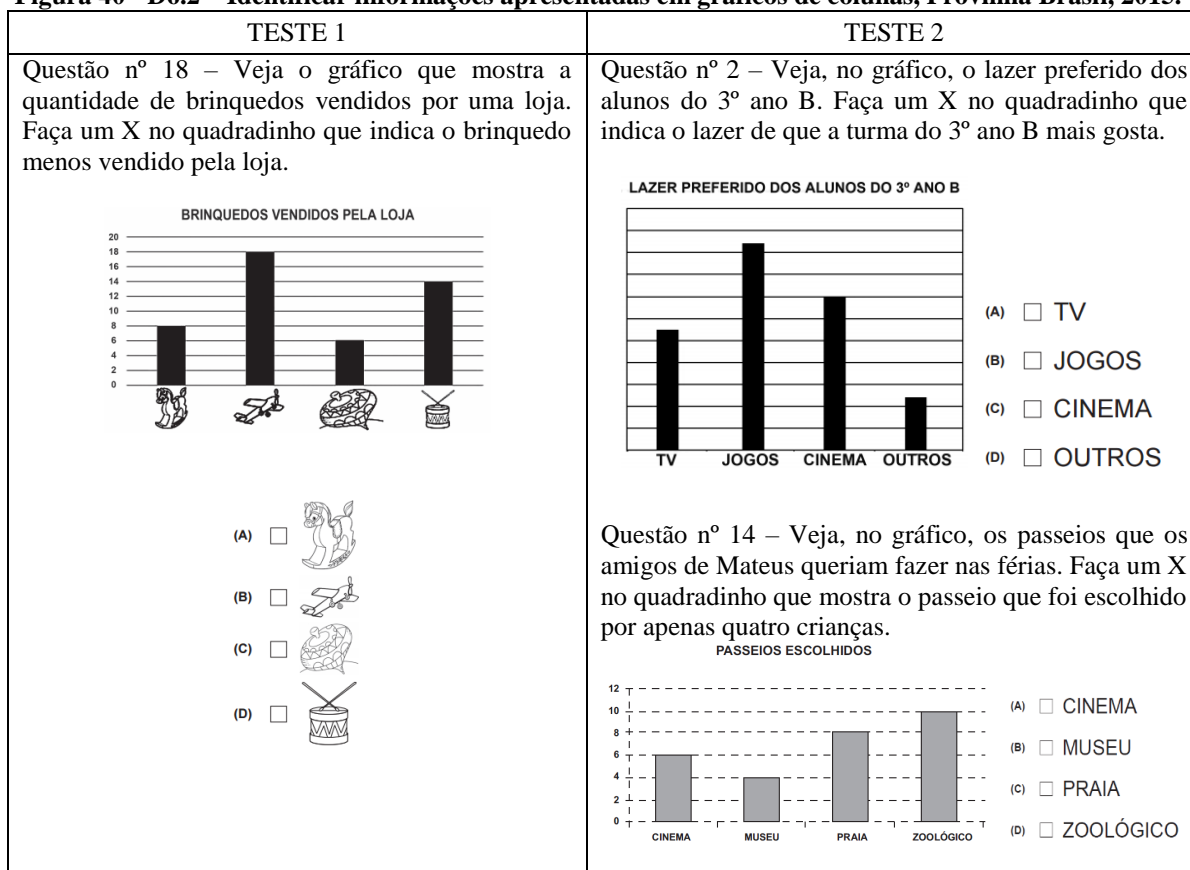 Figura 40 - D6.2 – Identificar informações apresentadas em gráficos de colunas, Provinha Brasil, 2015.
TESTE 1
Questão nº 18 – Veja o gráfico que mostra a
quantidade de brinquedos vendidos por uma loja.
Faça um X no quadradinho que indica o brinquedo
menos vendido pela loja.
BRINQUEDOS VENDIDOS PELA LOJA
20
18
16
14
12
10
8
6
4
2
0
(A)
(B)
(C)
(D)
TESTE 2
Questão nº 2 – Veja, no gráfico, o lazer preferido dos
alunos do 3º ano B. Faça um X no quadradinho que
indica o lazer de que a turma do 3º ano B mais gosta.
LAZER PREFERIDO DOS ALUNOS DO 3º ANO B
TV JOGOS CINEMA OUTROS
(A) TV
(B) JOGOS
(C) CINEMA
(D) OUTROS
Questão nº 14 – Veja, no gráfico, os passeios que os
amigos de Mateus queriam fazer nas férias. Faça um X
no quadradinho que mostra o passeio que foi escolhido
por apenas quatro crianças.
PASSEIOS ESCOLHIDOS
12
10
8
6
4
2
0
CINEMA MUSEU PRAIA ZOOLÓGICO
(A) CINEMA
(B) MUSEU
(C) PRAIA
(D) ZOOLÓGICO